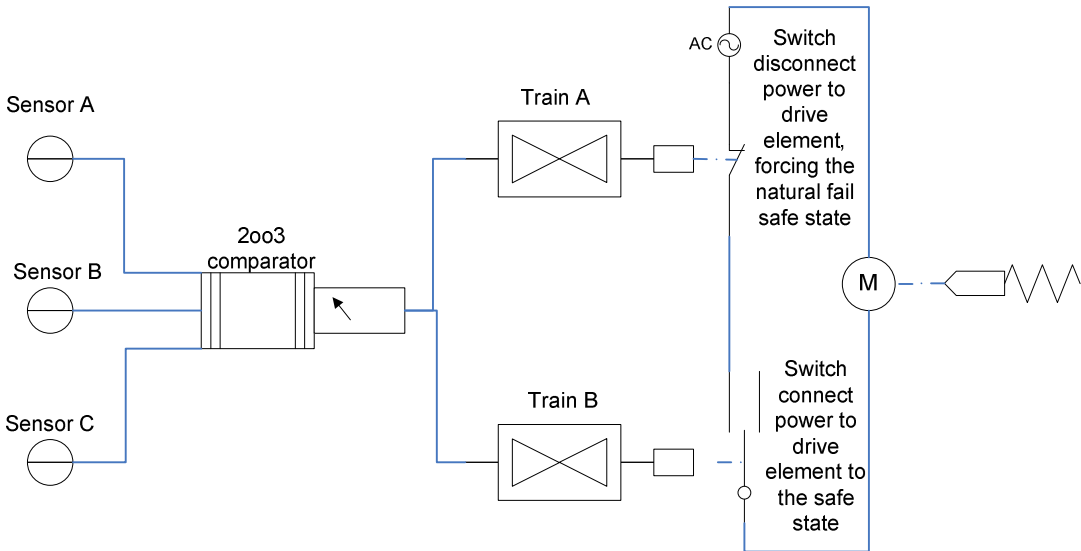 Sensor A
Sensor B
Sensor C
2oo3
comparator
Train A
Train B
AC
Switch
disconnect
power to
drive
element,
forcing the
natural fail
safe state
M
Switch
connect
power to
drive
element to
the safe
state